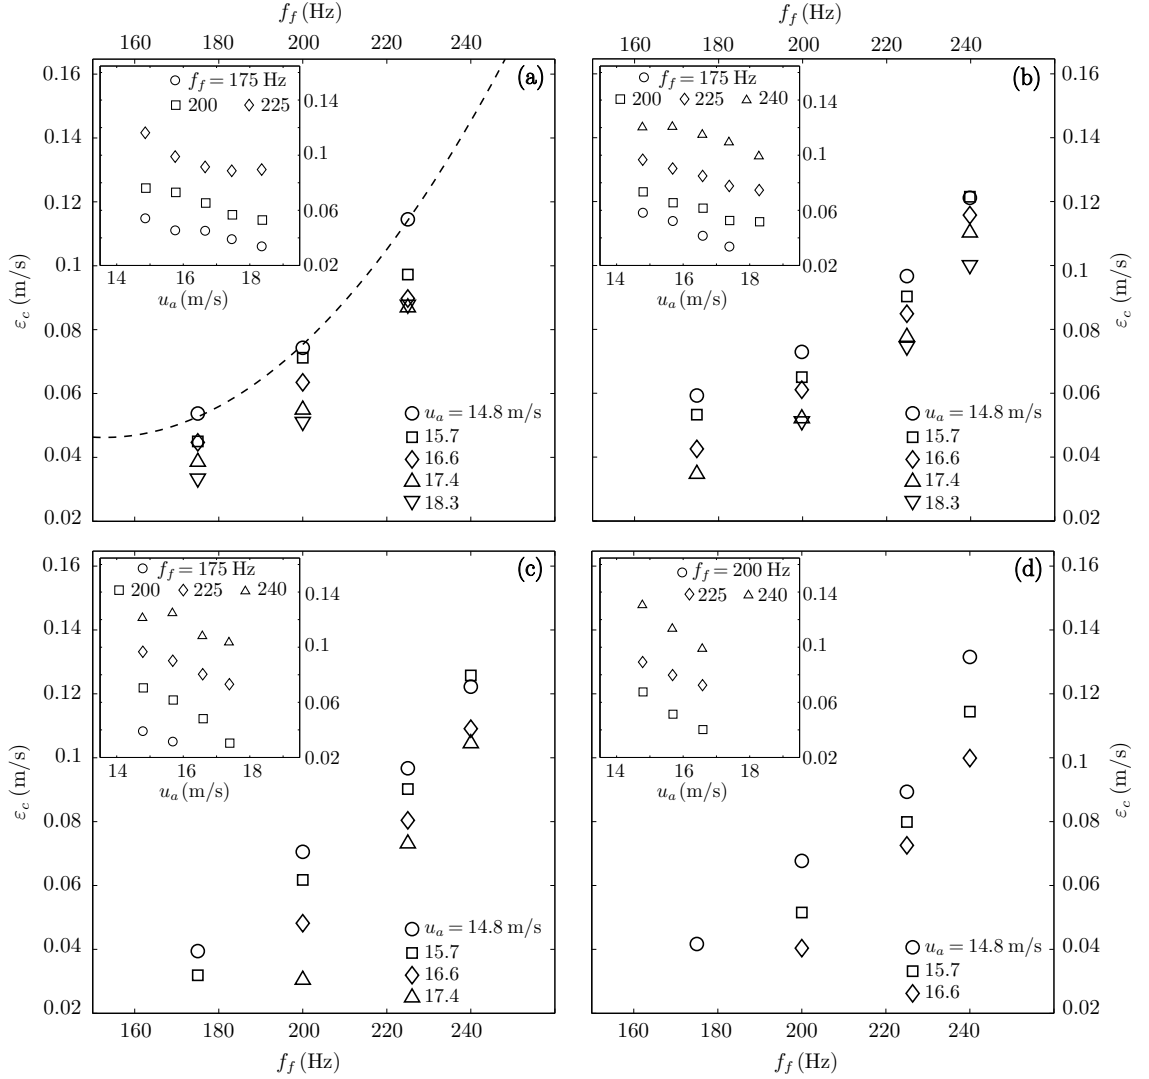 f_f (Hz)
160 180 200 220 240
0.16
0.14
0.12
0.1
0.08
0.06
0.04
0.02
ε_c (m/s)
(a)
f_f = 175 Hz
200 225
0.14
0.1
0.06
0.02
14 16 18
u_a (m/s)
u_a = 14.8 m/s
15.7
16.6
17.4
18.3
f_f (Hz)
160 180 200 220 240
(b)
f_f = 175 Hz
200 225 240
0.14
0.1
0.06
0.02
14 16 18
u_a (m/s)
u_a = 14.8 m/s
15.7
16.6
17.4
18.3
0.16
0.14
0.12
0.1
0.08
0.06
0.04
0.02
ε_c (m/s)
0.16
0.14
0.12
0.1
0.08
0.06
0.04
0.02
ε_c (m/s)
(c)
f_f = 175 Hz
200 225 240
0.14
0.1
0.06
0.02
14 16 18
u_a (m/s)
u_a = 14.8 m/s
15.7
16.6
17.4
160 180 200 220 240
f_f (Hz)
(d)
f_f = 200 Hz
225 240
0.14
0.1
0.06
0.02
14 16 18
u_a (m/s)
u_a = 14.8 m/s
15.7
16.6
0.16
0.14
0.12
0.1
0.08
0.06
0.04
0.02
ε_c (m/s)
160 180 200 220 240
f_f (Hz)